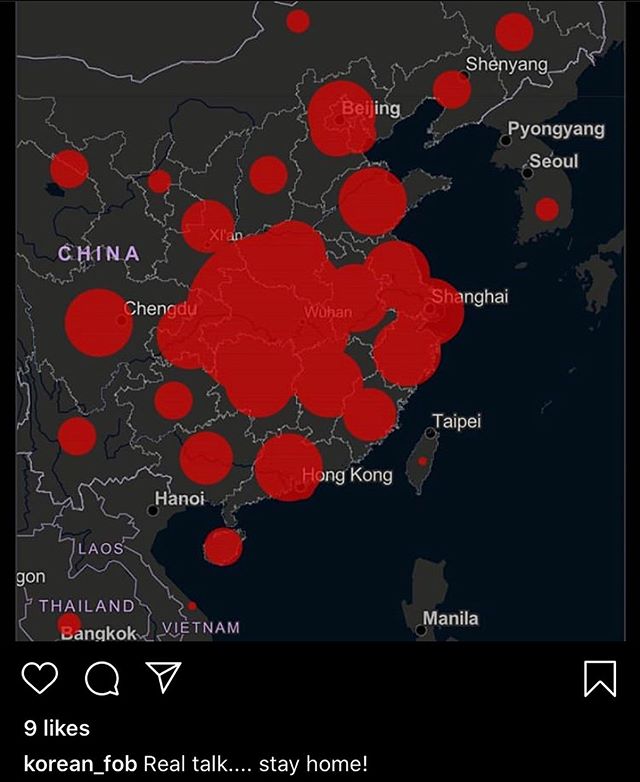 Shenyang
Beijing
Pyongyang
Seoul
Xi'an
CHINA
Shanghai
Chengdu
Wuhan
Taipei
Hong Kong
Hanoi
LAOS
gon
THAILAND
Manila
VIETNAM
Bangkok
9 likes
korean_fob Real talk.... stay home!